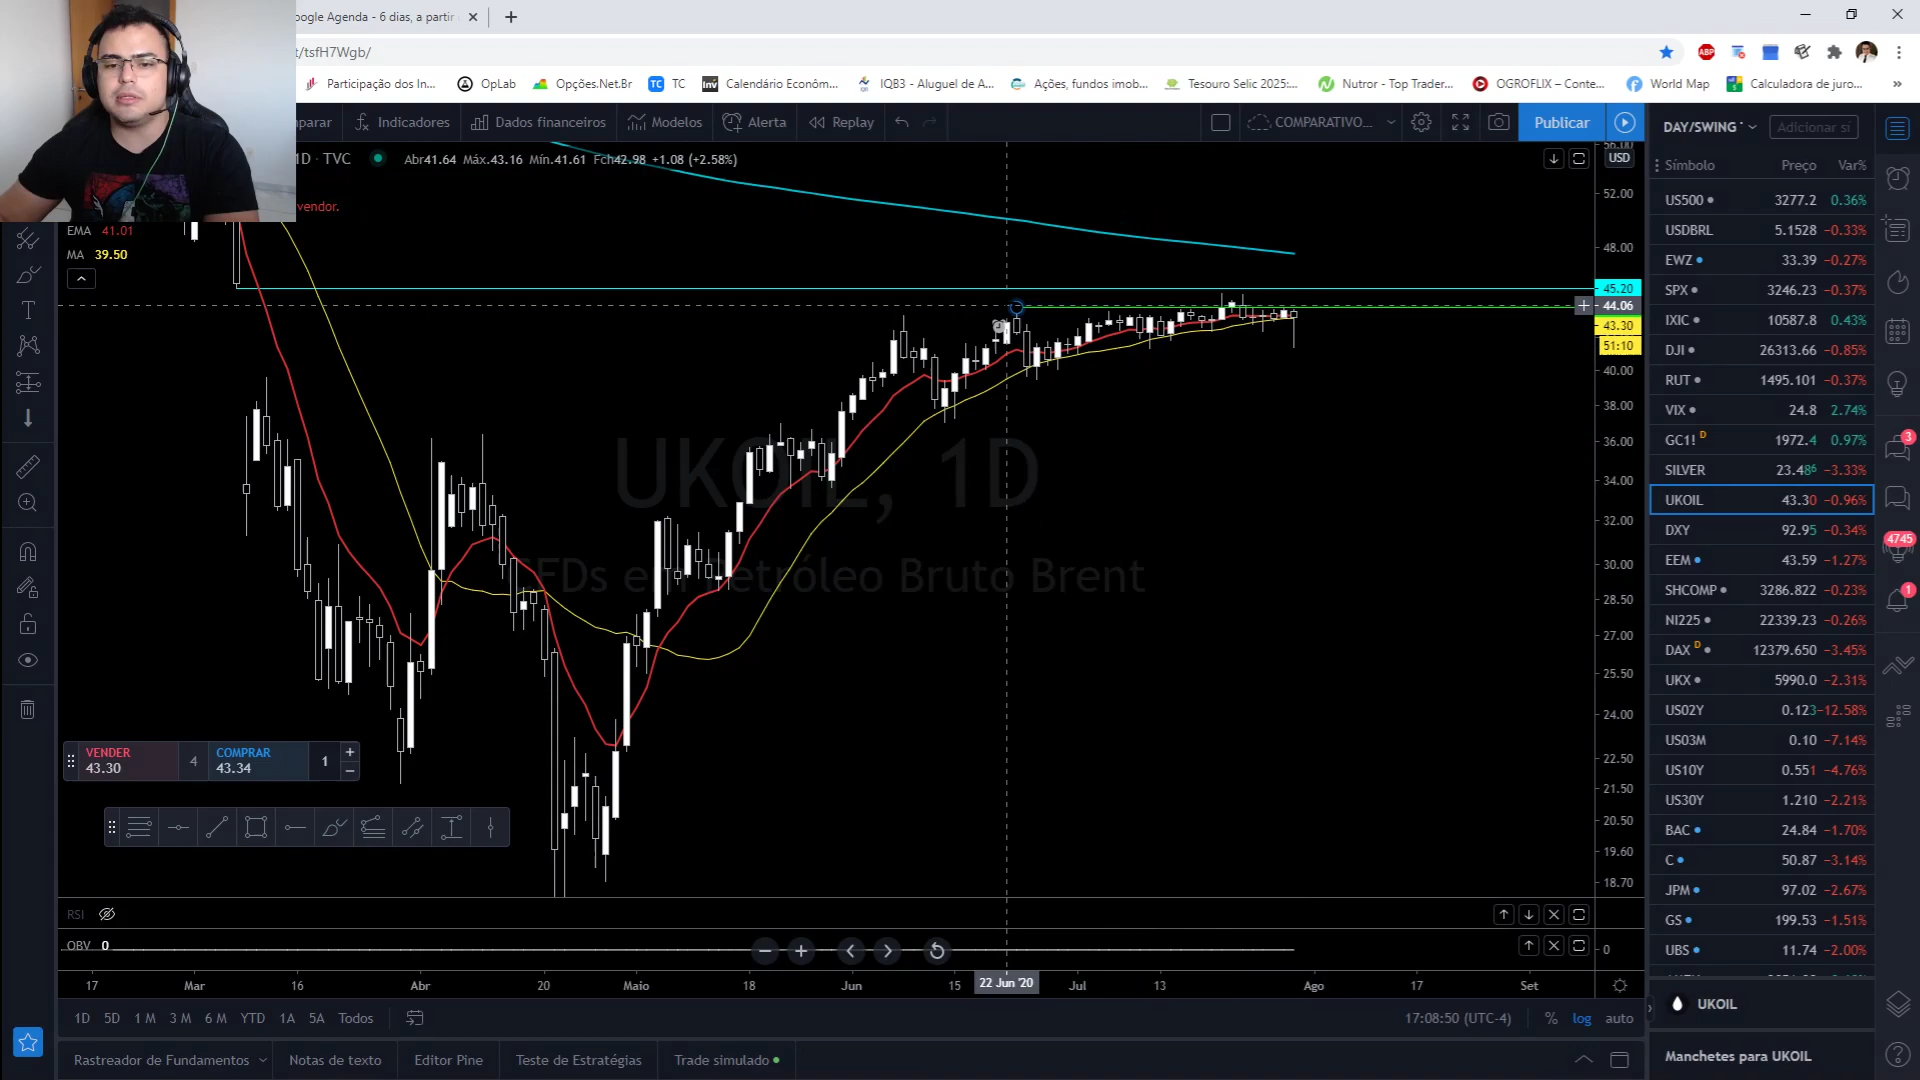 oogle Agenda - 6 dias, a partir
t/tsfH7Wgb/
Participação dos In...
OpLab
Opções.Net.Br
TC TC
Inv Calendário Econôm...
IQB3 - Aluguel de A...
Ações, fundos imob...
Tesouro Selic 2025:...
Nutror - Top Trader...
OGROFLIX – Conte...
World Map
Calculadora de juro...
»
ABP
parar
Indicadores
Dados financeiros
Modelos
Alerta
Replay
COMPARATIVO...
Publicar
DAY/SWING
Adicionar sí
1D · TVC Abr41.64 Máx.43.16 Mín.41.61 Fch42.98 +1.08 (+2.58%)
vendor.
EMA 41.01
MA 39.50
UKOIL, 1D
CFDs em Petróleo Bruto Brent
USD
56.00
52.00
48.00
45.20
44.06
43.30
51:10
40.00
38.00
36.00
34.00
32.00
30.00
28.50
27.00
25.50
24.00
22.50
21.50
20.50
19.60
18.70
VENDER
43.30
4
COMPRAR
43.34
1
RSI
OBV 0
0
17 Mar 16 Abr 20 Maio 18 Jun 15 22 Jun '20 Jul 13 Ago 17 Set
1D 5D 1 M 3 M 6 M YTD 1A 5A Todos
17:08:50 (UTC-4) % log auto
Rastreador de Fundamentos
Notas de texto
Editor Pine
Teste de Estratégias
Trade simulado
Símbolo Preço Var%
US500 3277.2 0.36%
USDBRL 5.1528 −0.33%
EWZ 33.39 −0.27%
SPX 3246.23 −0.37%
IXIC 10587.8 0.43%
DJI 26313.66 −0.85%
RUT 1495.101 −0.37%
VIX 24.8 2.74%
GC1! D 1972.4 0.97%
SILVER 23.486 −3.33%
UKOIL 43.30 −0.96%
DXY 92.95 −0.34%
EEM 43.59 −1.27%
SHCOMP 3286.822 −0.23%
NI225 22339.23 −0.26%
DAX D 12379.650 −3.45%
UKX 5990.0 −2.31%
US02Y 0.123 −12.58%
US03M 0.10 −7.14%
US10Y 0.551 −4.76%
US30Y 1.210 −2.21%
BAC 24.84 −1.70%
C 50.87 −3.14%
JPM 97.02 −2.67%
GS 199.53 −1.51%
UBS 11.74 −2.00%
UKOIL
Manchetes para UKOIL
3
4745
1